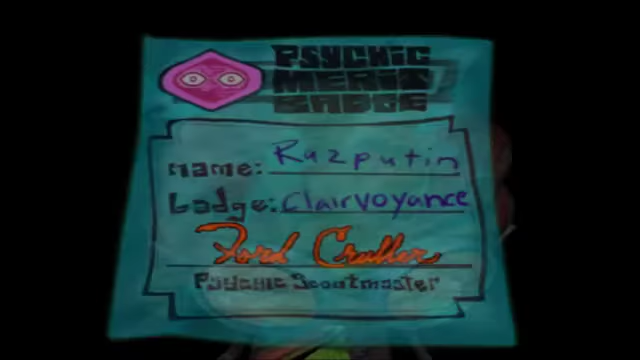 PSYCHIC
MERIT
BADGE
name: Razputin
badge: Clairvoyance
Ford Cruller
Psychic Scoutmaster